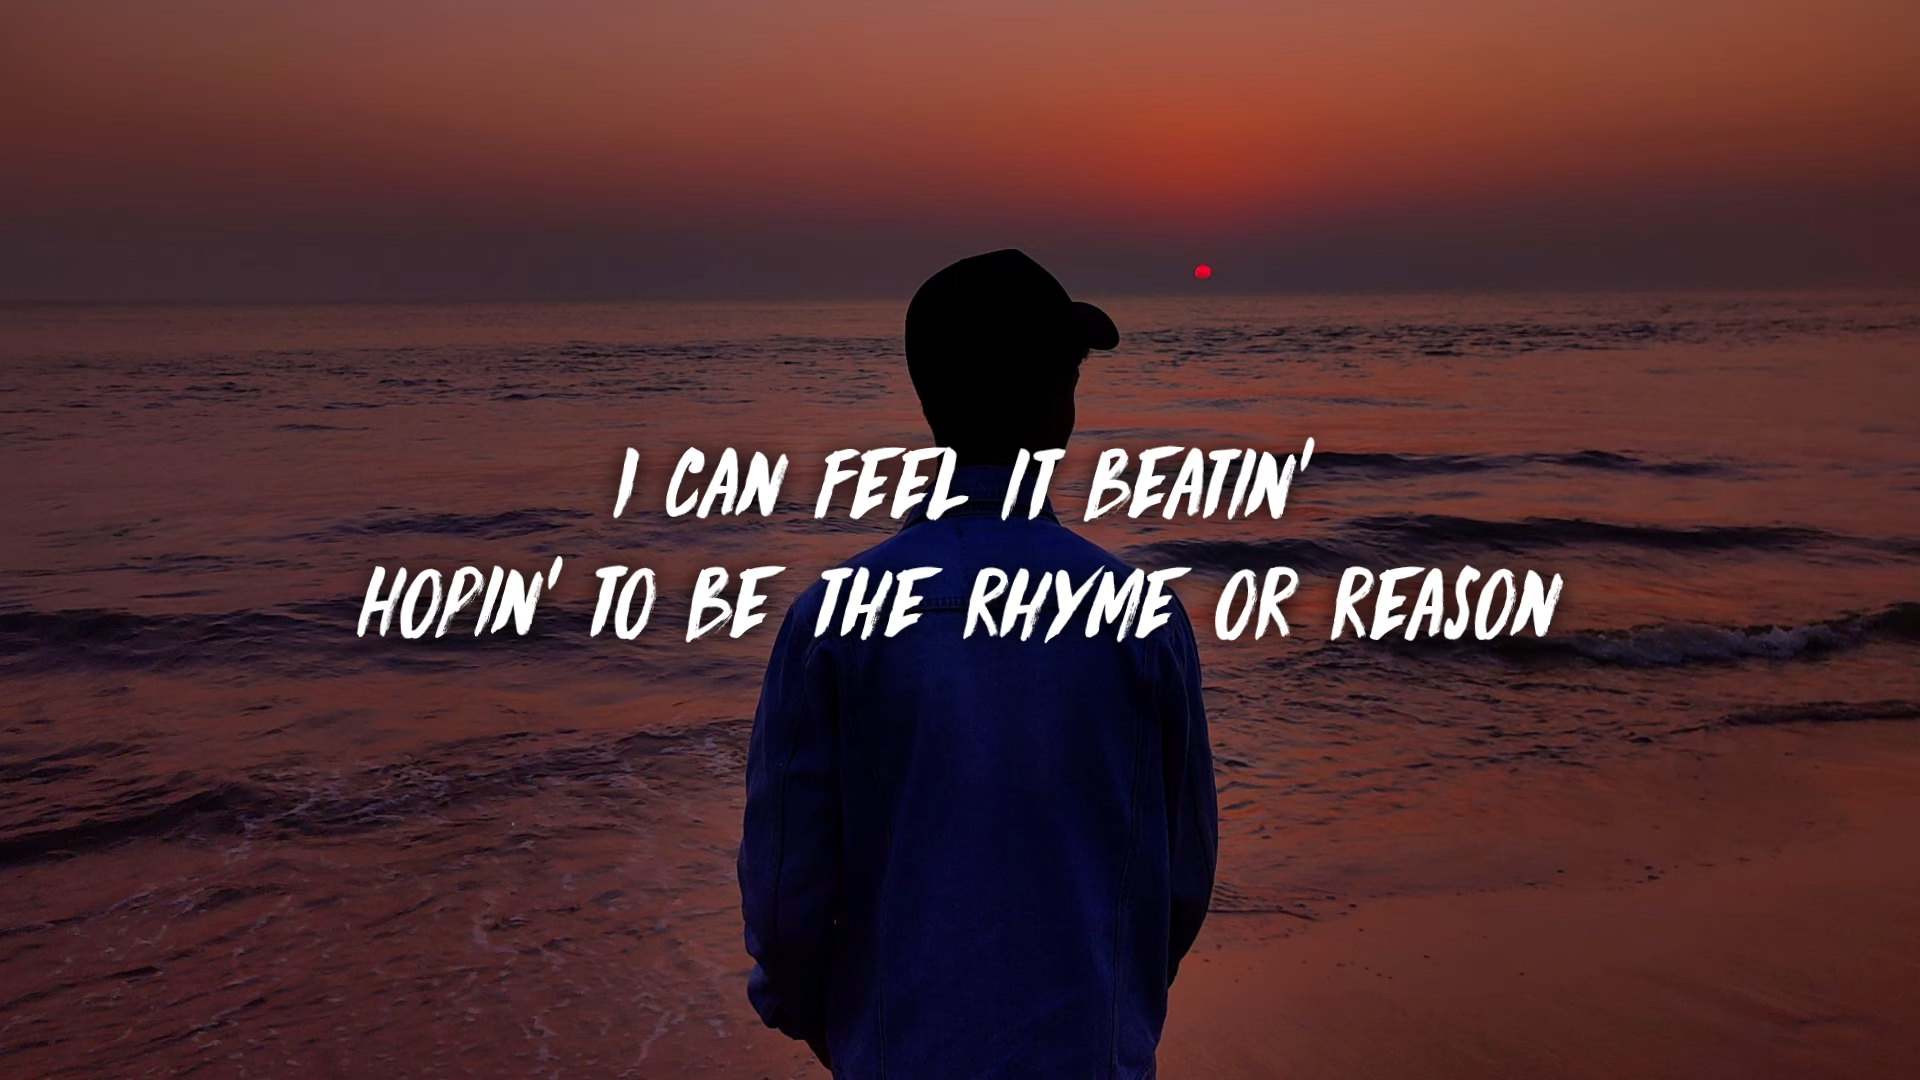 I CAN FEEL IT BEATIN'
HOPIN' TO BE THE RHYME OR REASON